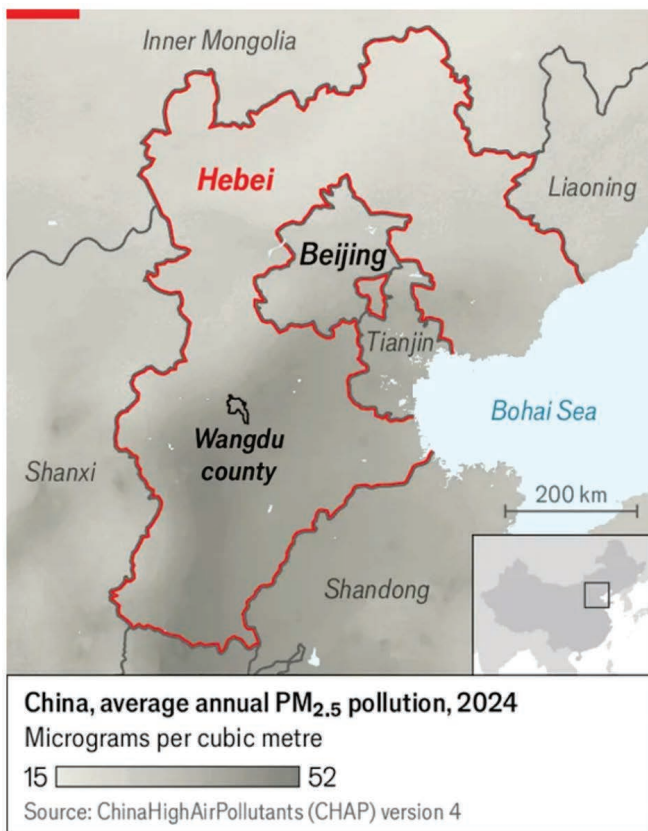 Inner Mongolia
Hebei
Liaoning
Beijing
Tianjin
Bohai Sea
Wangdu
county
Shanxi
200 km
Shandong
China, average annual PM2.5 pollution, 2024
Micrograms per cubic metre
15 52
Source: ChinaHighAirPollutants (CHAP) version 4